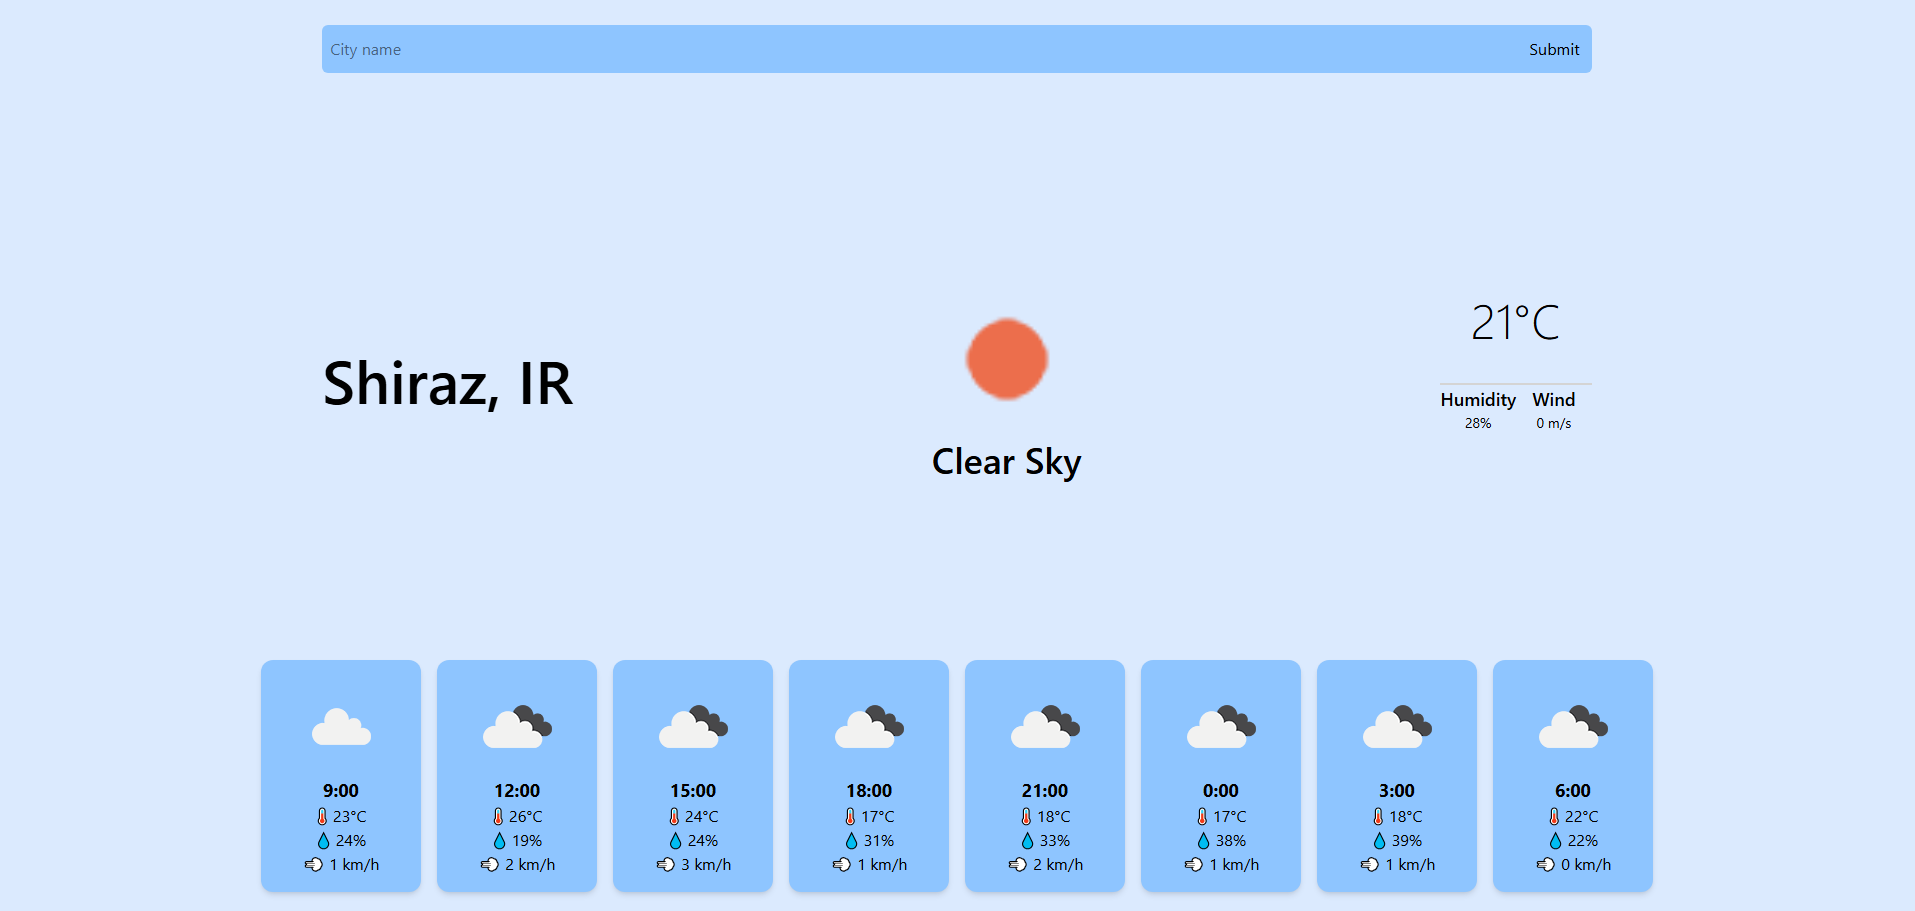 City name
Submit
21°C
Shiraz, IR
Humidity
Wind
28%
0 m/s
Clear Sky
9:00
23°C
24%
1 km/h
12:00
26°C
19%
2 km/h
15:00
24°C
24%
3 km/h
18:00
17°C
31%
1 km/h
21:00
18°C
33%
2 km/h
0:00
17°C
38%
1 km/h
3:00
18°C
39%
1 km/h
6:00
22°C
22%
0 km/h